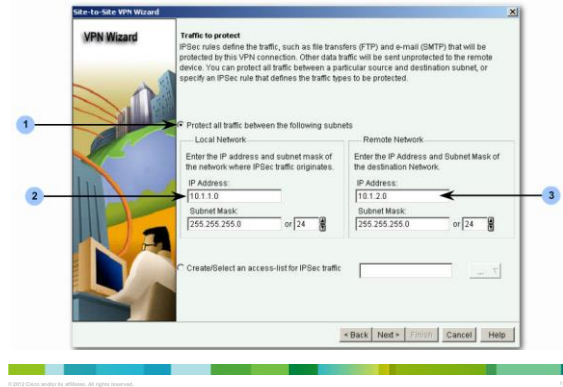 Site-to-Site VPN Wizard
VPN Wizard
Traffic to protect
IPSec rules define the traffic, such as file transfers (FTP) and e-mail (SMTP) that will be
protected by this VPN connection. Other data traffic will be sent unprotected to the remote
device. You can protect all traffic between a particular source and destination subnet, or
specify an IPSec rule that defines the traffic types to be protected.
1
Protect all traffic between the following subnets
Local Network
Enter the IP address and subnet mask of
the network where IPSec traffic originates.
IP Address:
2
10.1.1.0
Subnet Mask:
255.255.255.0 or 24
Remote Network
Enter the IP Address and Subnet Mask of
the destination Network.
IP Address:
10.1.2.0
3
Subnet Mask:
255.255.255.0 or 24
Create/Select an access-list for IPSec traffic
...
< Back Next > Finish Cancel Help
© 2012 Cisco and/or its affiliates. All rights reserved.